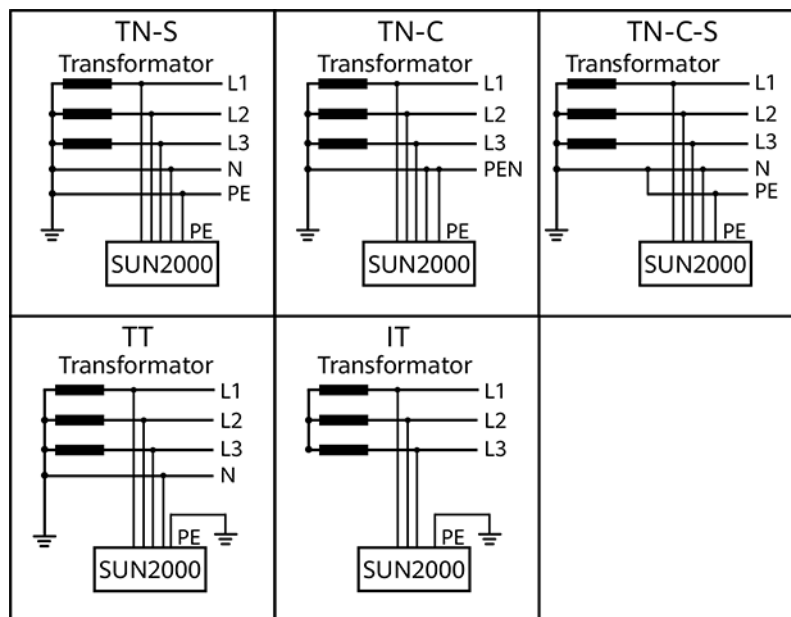 TN-S
Transformator
L1
L2
L3
N
PE
PE
SUN2000
TN-C
Transformator
L1
L2
L3
PEN
PE
SUN2000
TN-C-S
Transformator
L1
L2
L3
N
PE
PE
SUN2000
TT
Transformator
L1
L2
L3
N
PE
SUN2000
IT
Transformator
L1
L2
L3
PE
SUN2000